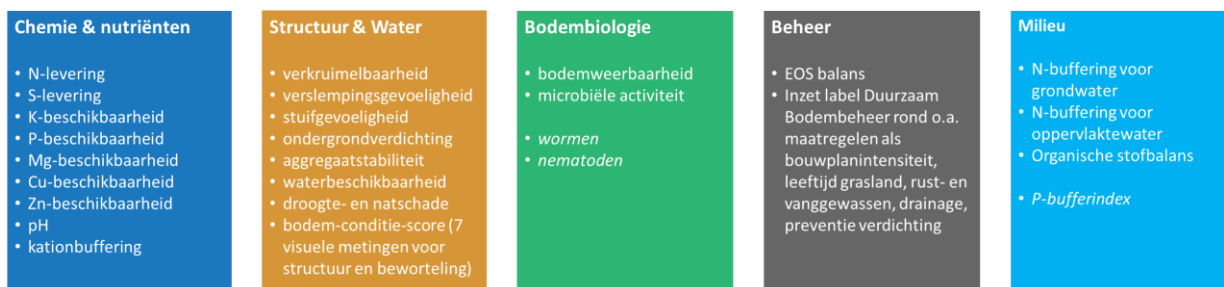 Chemie & nutriënten
• N-levering
• S-levering
• K-beschikbaarheid
• P-beschikbaarheid
• Mg-beschikbaarheid
• Cu-beschikbaarheid
• Zn-beschikbaarheid
• pH
• kationbuffering
Structuur & Water
• verkruimelbaarheid
• verslempingsgevoeligheid
• stuifgevoeligheid
• ondergrondverdichting
• aggregaatstabiliteit
• waterbeschikbaarheid
• droogte- en natschade
• bodem-conditie-score (7
visuele metingen voor
structuur en beworteling)
Bodembiologie
• bodemweerbaarheid
• microbiële activiteit
• wormen
• nematoden
Beheer
• EOS balans
• Inzet label Duurzaam
Bodembeheer rond o.a.
maatregelen als
bouwplanintensiteit,
leeftijd grasland, rust- en
vanggewassen, drainage,
preventie verdichting
Milieu
• N-buffering voor
grondwater
• N-buffering voor
oppervlaktewater
• Organische stofbalans
• P-bufferindex